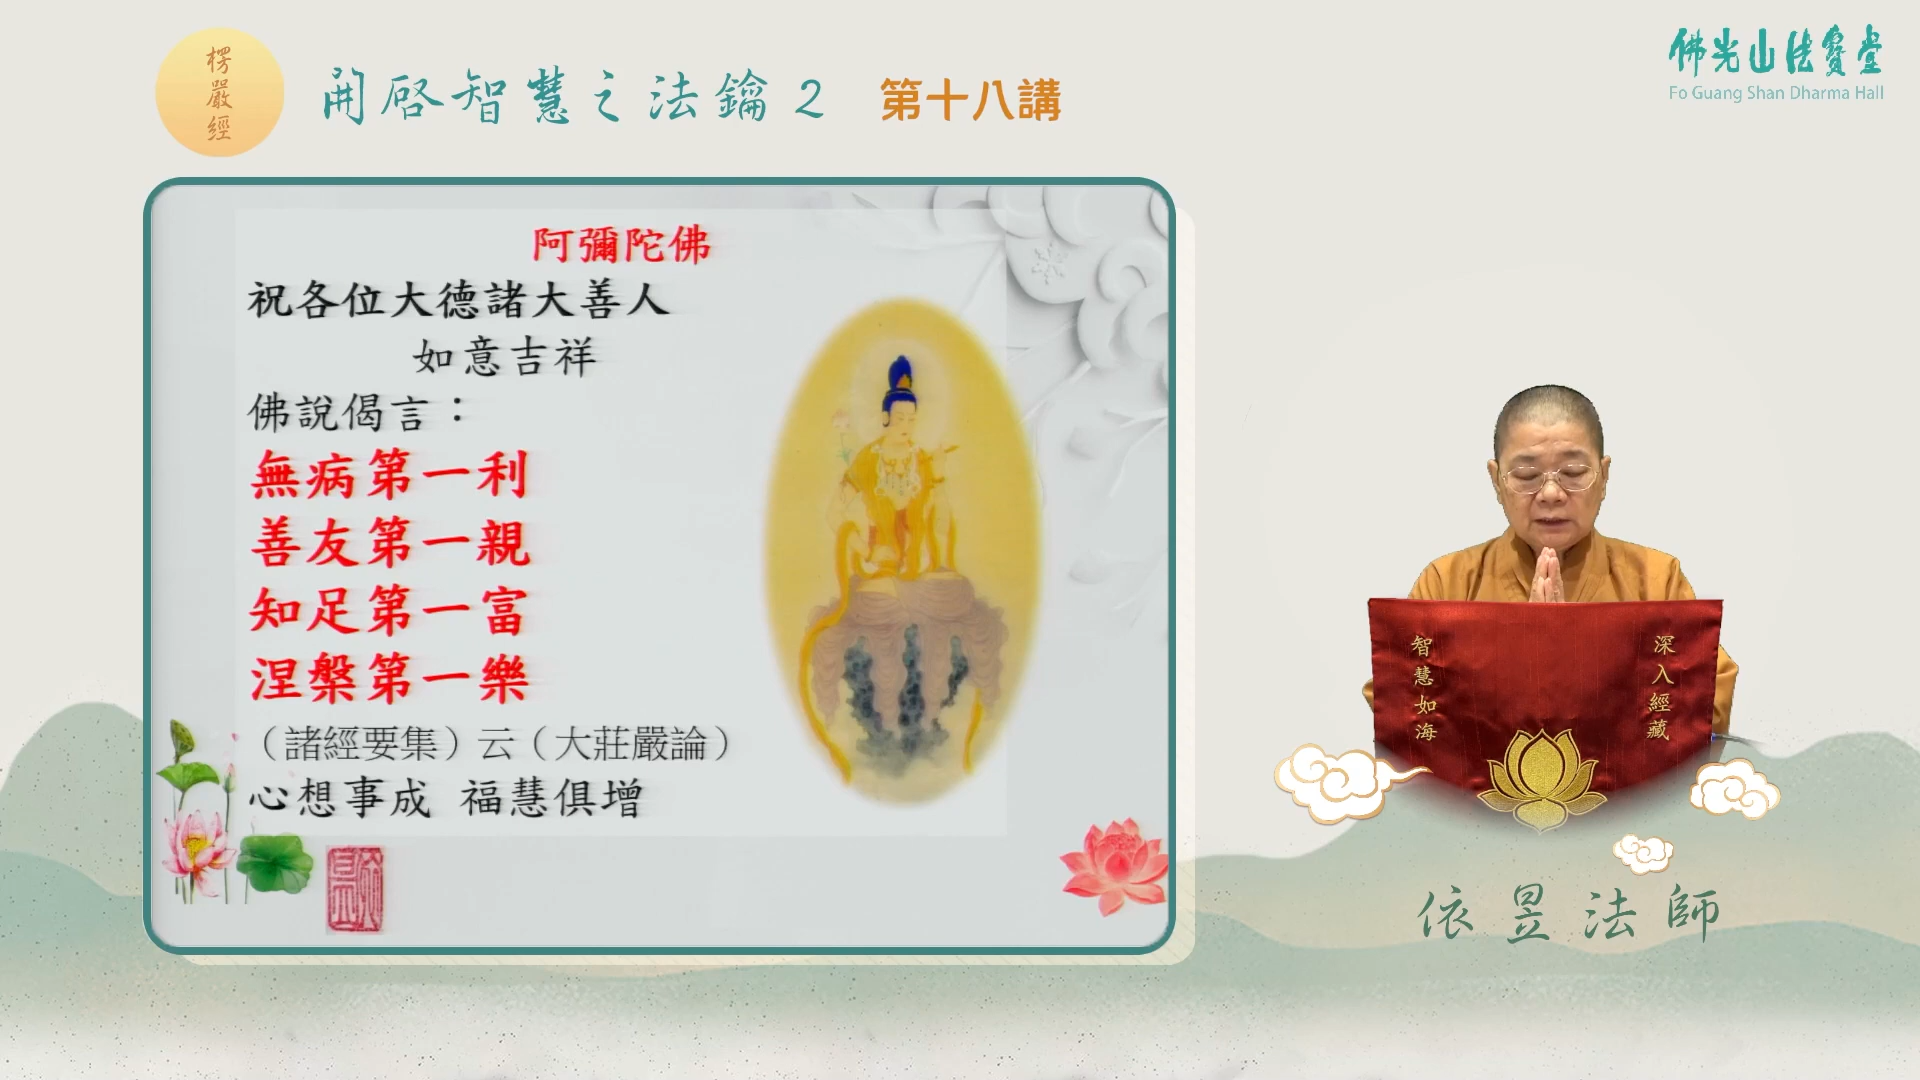 楞嚴經
開啓智慧之法鑰 2
第十八講
佛光山法寶堂
Fo Guang Shan Dharma Hall
阿彌陀佛
祝各位大德諸大善人
如意吉祥
佛說偈言：
無病第一利
善友第一親
知足第一富
涅槃第一樂
（諸經要集）云（大莊嚴論）
心想事成 福慧俱增
深入經藏
智慧如海
依昱法師